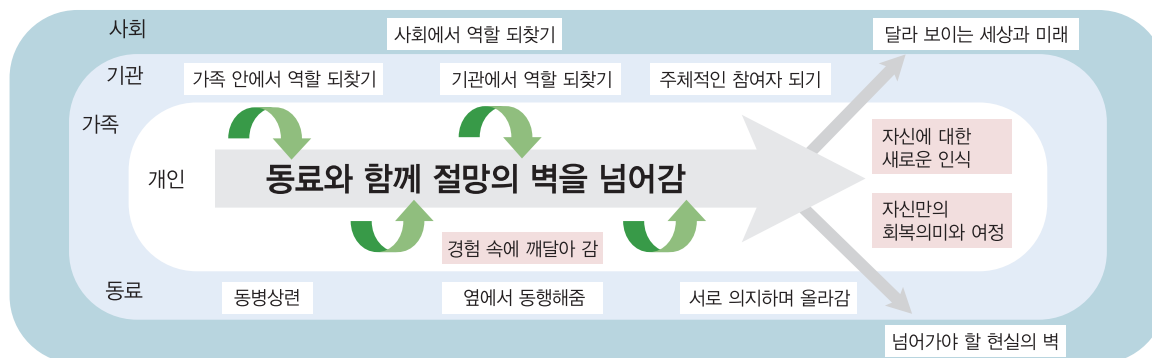 사회
사회에서 역할 되찾기
달라 보이는 세상과 미래
기관
가족 안에서 역할 되찾기
기관에서 역할 되찾기
주체적인 참여자 되기
가족
개인
동료와 함께 절망의 벽을 넘어감
자신에 대한
새로운 인식
자신만의
회복의미와 여정
경험 속에 깨달아 감
동료
동병상련
옆에서 동행해줌
서로 의지하며 올라감
넘어가야 할 현실의 벽